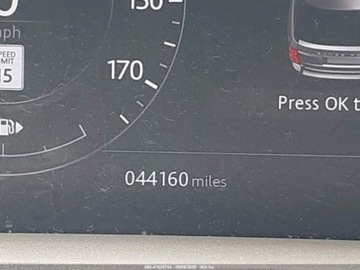 150
mph
SPEED
LIMIT
15
170
Press OK t
044160 miles